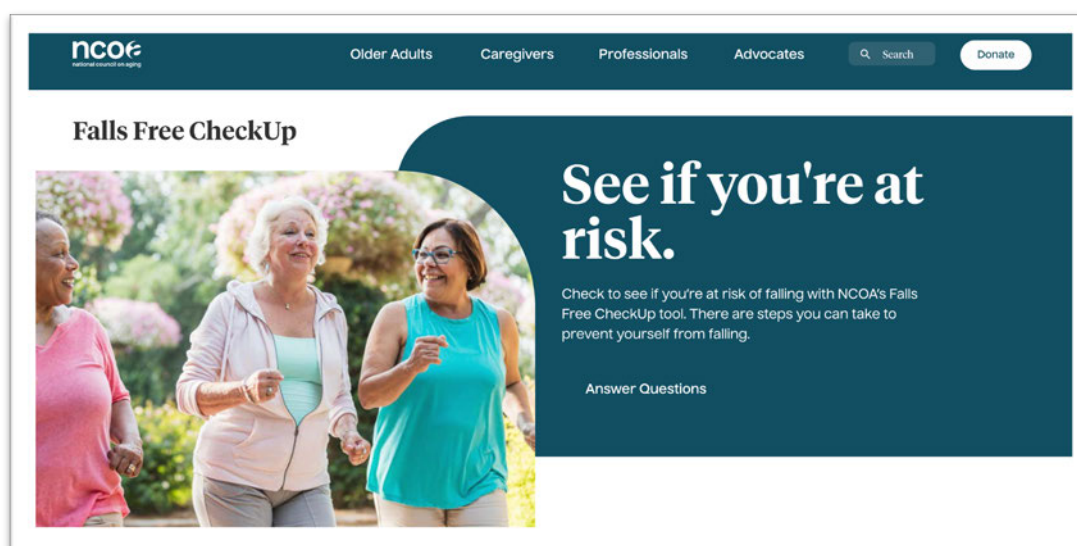 ncoa
national council on aging
Older Adults
Caregivers
Professionals
Advocates
Search
Donate
Falls Free CheckUp
See if you're at
risk.
Check to see if you're at risk of falling with NCOA's Falls
Free CheckUp tool. There are steps you can take to
prevent yourself from falling.
Answer Questions